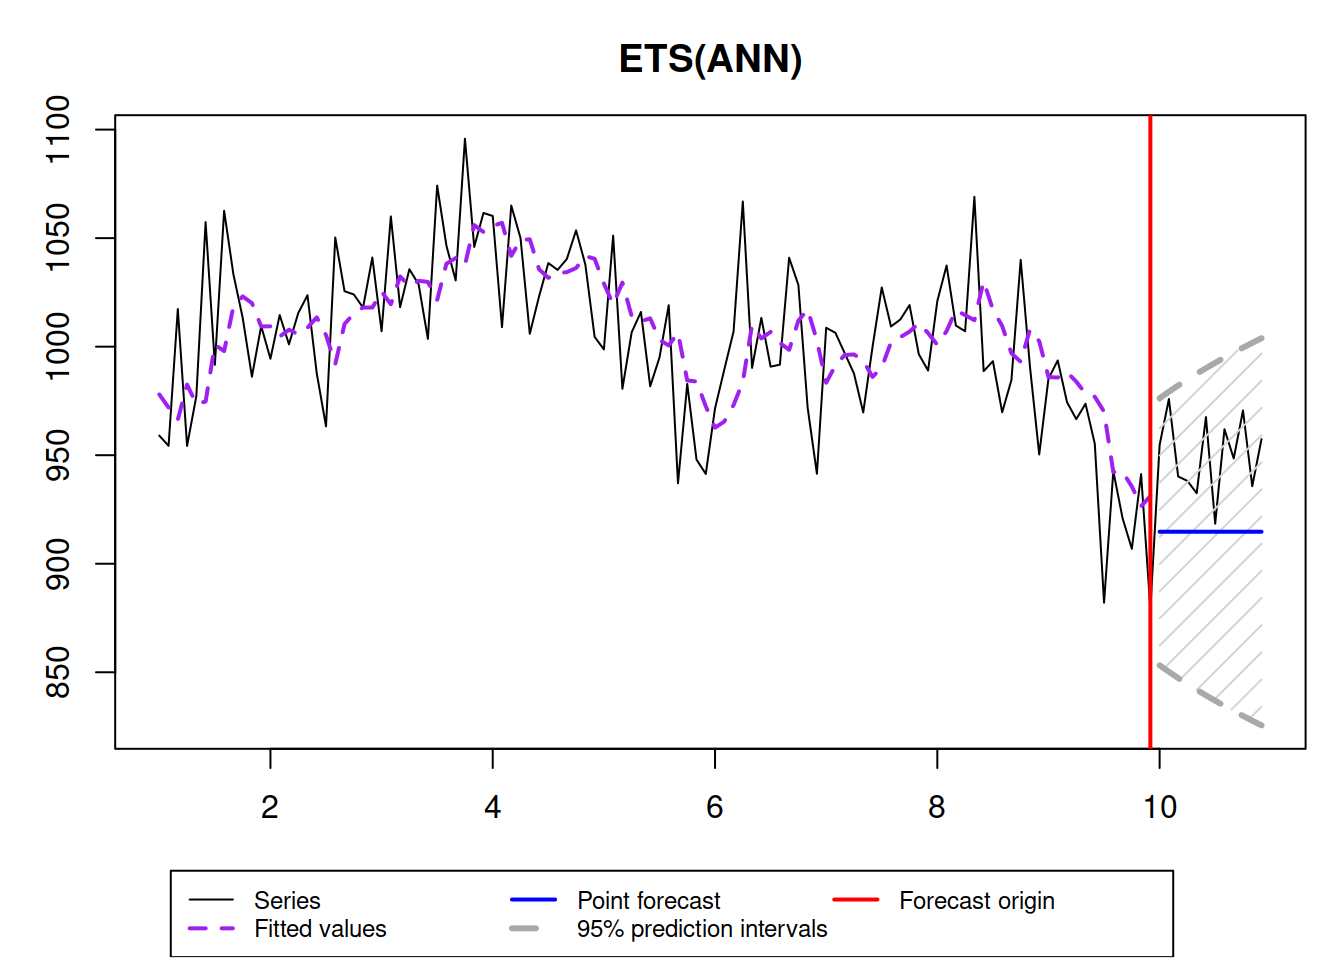 ETS(ANN)
1100
1050
1000
950
900
850
2 4 6 8 10
Series Point forecast Forecast origin
Fitted values 95% prediction intervals